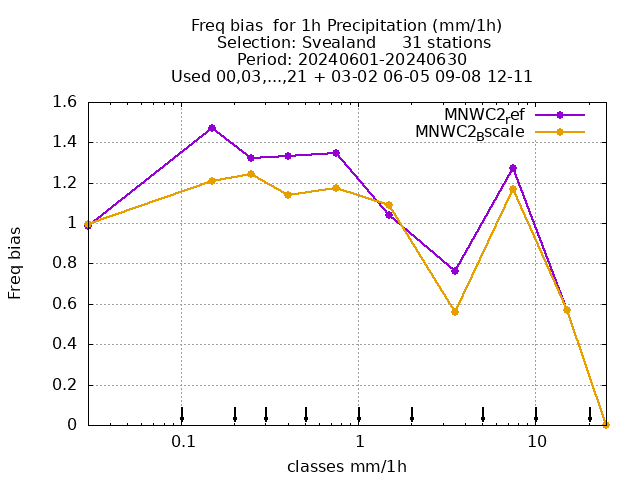 Freq bias  for 1h Precipitation (mm/1h)
Selection: Svealand     31 stations
Period: 20240601-20240630
Used 00,03,...,21 + 03-02 06-05 09-08 12-11
MNWC2ref
MNWC2Bscale
1.6
1.4
1.2
1
0.8
0.6
0.4
0.2
0
Freq bias
0.1
1
10
classes mm/1h